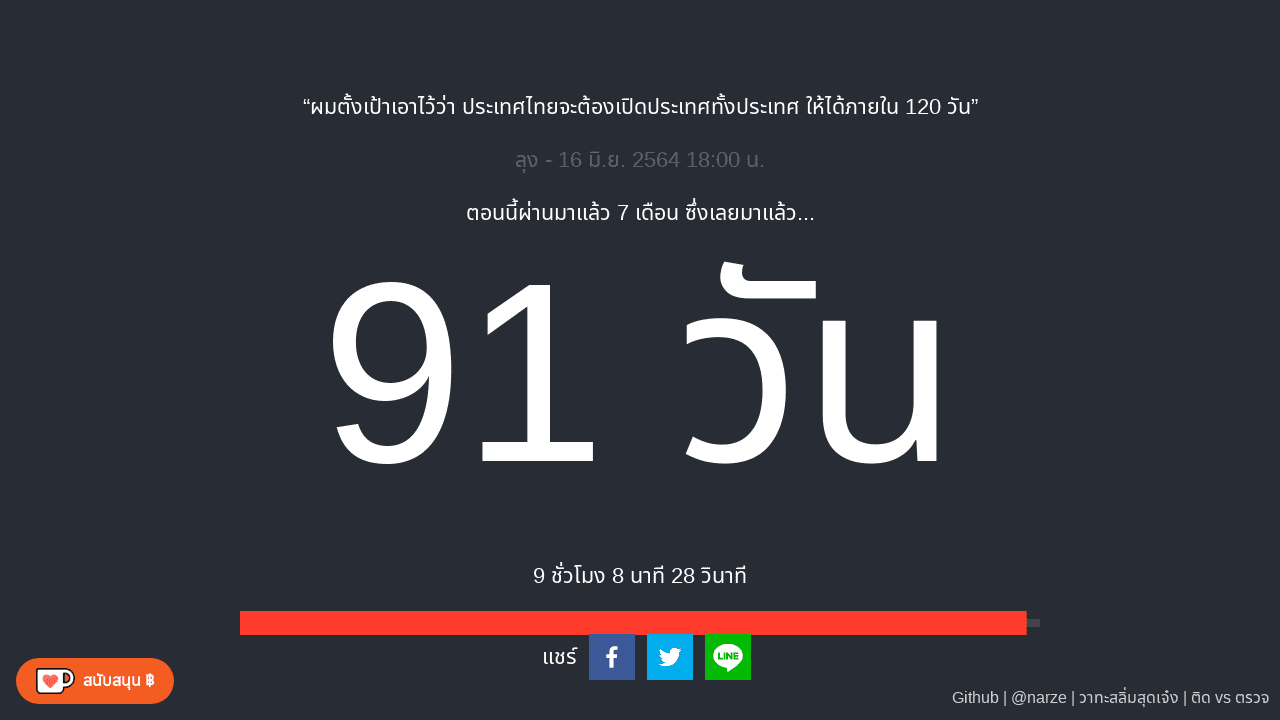 “ผมตั้งเป้าเอาไว้ว่า ประเทศไทยจะต้องเปิดประเทศทั้งประเทศ ให้ได้ภายใน 120 วัน”
ลุง - 16 มิ.ย. 2564 18:00 น.
ตอนนี้ผ่านมาแล้ว 7 เดือน ซึ่งเลยมาแล้ว...
91 วัน
9 ชั่วโมง 8 นาที 28 วินาที
แชร์
LINE
สนับสนุน ฿
Github | @narze | วาทะสลิ่มสุดเจ๋ง | ติด vs ตรวจ